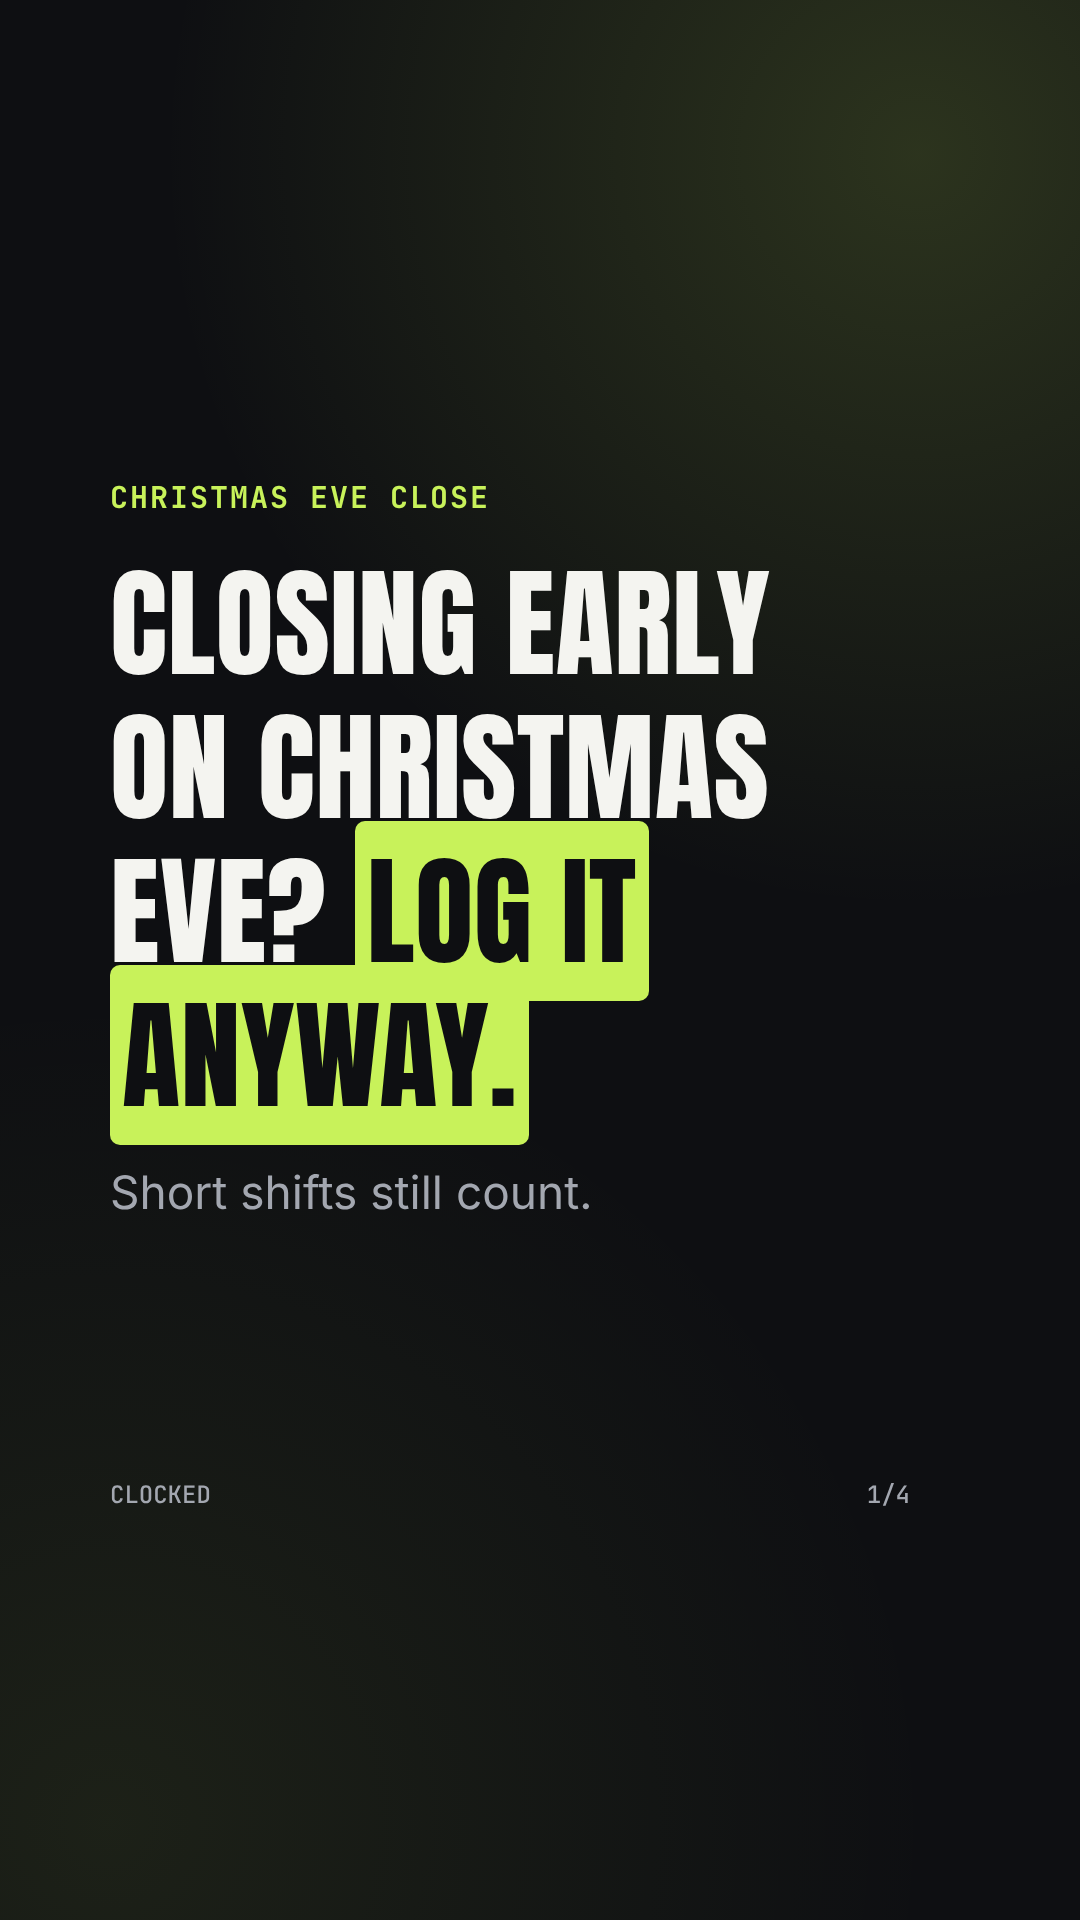 CHRISTMAS EVE CLOSE
CLOSING EARLY
ON CHRISTMAS
EVE? LOG IT
ANYWAY.
Short shifts still count.
CLOCKED
1/4